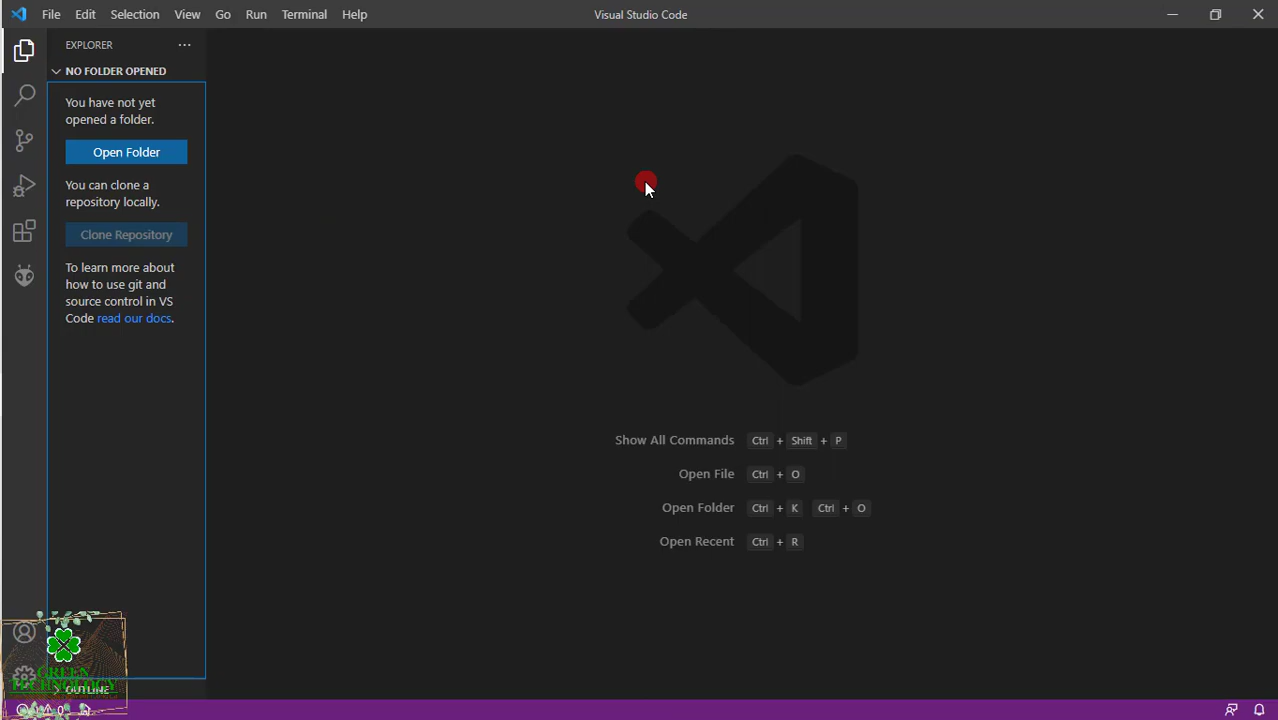 File Edit Selection View Go Run Terminal Help
Visual Studio Code
EXPLORER
NO FOLDER OPENED
You have not yet
opened a folder.
Open Folder
You can clone a
repository locally.
Clone Repository
To learn more about
how to use git and
source control in VS
Code read our docs.
Show All Commands Ctrl + Shift + P
Open File Ctrl + O
Open Folder Ctrl + K Ctrl + O
Open Recent Ctrl + R
GREEN
TECHNOLOGY
OUTLINE
0